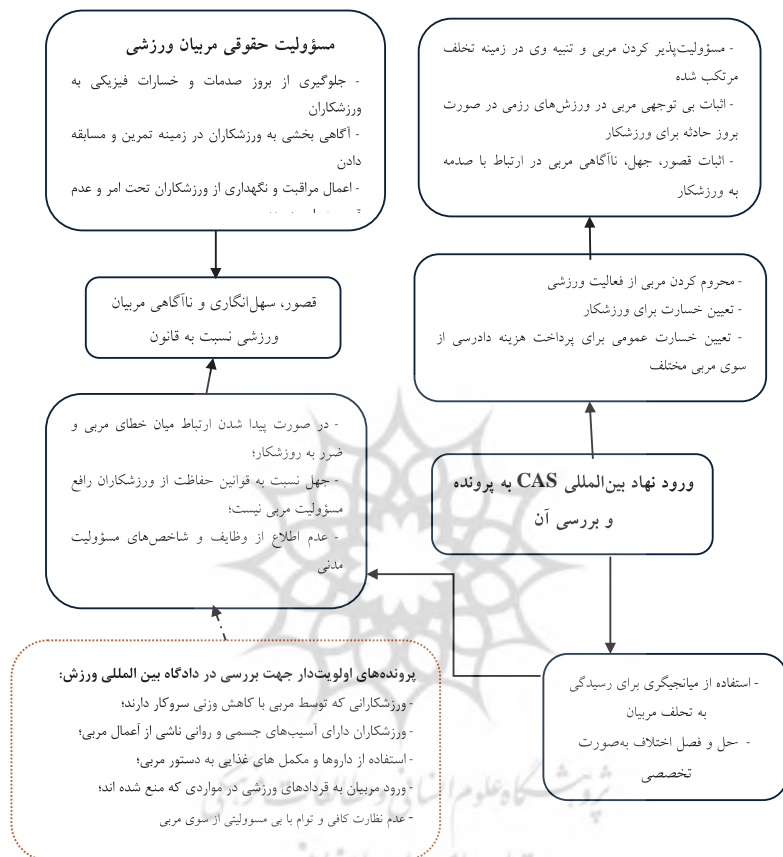 مسؤولیت حقوقی مربیان ورزشی
- جلوگیری از بروز صدمات و خسارات فیزیکی به
ورزشکاران
- آگاهی بخشی به ورزشکاران در زمینه تمرین و مسابقه
دادن
- اعمال مراقبت و نگهداری از ورزشکاران تحت امر و عدم
- مسؤولیت‌پذیر کردن مربی و تنبیه وی در زمینه تخلف
مرتکب شده
- اثبات بی توجهی مربی در ورزش‌های رزمی در صورت
بروز حادثه برای ورزشکار
- اثبات قصور، جهل، ناآگاهی مربی در ارتباط با صدمه
به ورزشکار
قصور، سهل‌انگاری و ناآگاهی مربیان
ورزشی نسبت به قانون
- محروم کردن مربی از فعالیت ورزشی
- تعیین خسارت برای ورزشکار
- تعیین خسارت عمومی برای پرداخت هزینه دادرسی از
سوی مربی مختلف
- در صورت پیدا شدن ارتباط میان خطای مربی و
ضرر به روزشکار؛
- جهل نسبت به قوانین حفاظت از ورزشکاران رافع
مسؤولیت مربی نیست؛
- عدم اطلاع از وظایف و شاخص‌های مسؤولیت
مدنی
ورود نهاد بین‌المللی CAS به پرونده
و بررسی آن
پرونده‌های اولویت‌دار جهت بررسی در دادگاه بین المللی ورزش:
- ورزشکارانی که توسط مربی با کاهش وزنی سروکار دارند؛
- ورزشکاران دارای آسیب‌های جسمی و روانی ناشی از أعمال مربی؛
- استفاده از داروها و مکمل های غذایی به دستور مربی؛
- ورود مربیان به قردادهای ورزشی در مواردی که منع شده اند؛
- عدم نظارت کافی و توام با بی مسوولیتی از سوی مربی
- استفاده از میانجیگری برای رسیدگی
به تخلف مربیان
- حل و فصل اختلاف به‌صورت
تخصصی
پژوهشگاه علوم انسانی و مطالعات فرهنگی